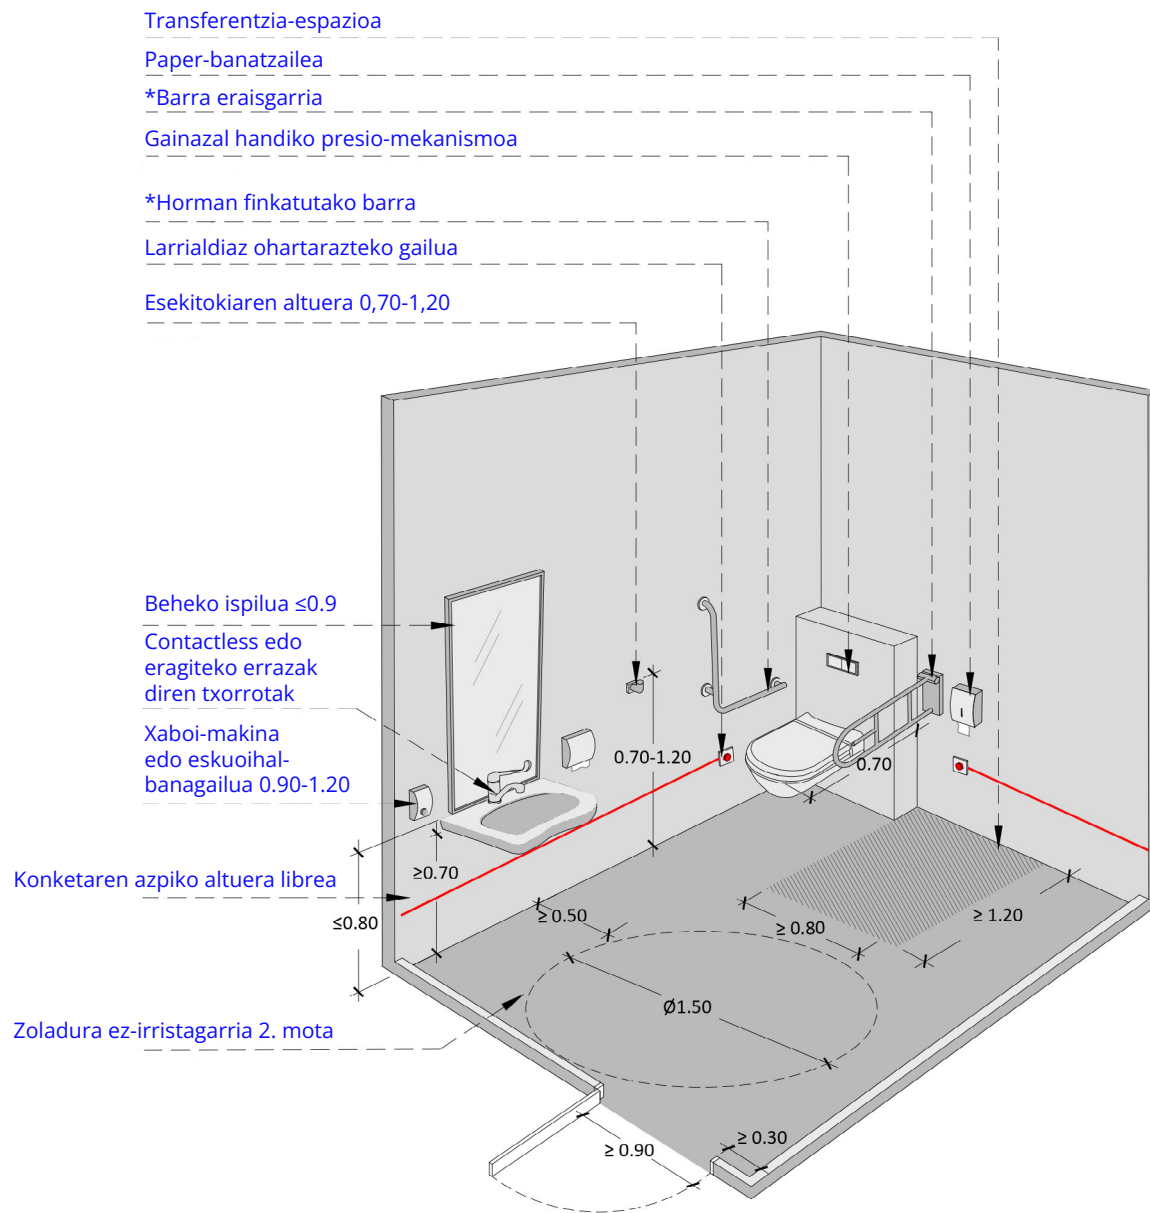 Transferentzia-espazioa
Paper-banatzailea
*Barra eraisgarria
Gainazal handiko presio-mekanismoa
*Horman finkatutako barra
Larrialdiaz ohartarazteko gailua
Esekitokiaren altuera 0,70-1,20
Beheko ispilua ≤0.9
Contactless edo
eragiteko errazak
diren txorrotak
Xaboi-makina
edo eskuoihal-
banagailua 0.90-1.20
0.70-1.20
0.70
≥0.70
Konketaren azpiko altuera librea
≤0.80
≥ 0.50
≥ 0.80
≥ 1.20
Ø1.50
Zoladura ez-irristagarria 2. mota
≥ 0.90
≥ 0.30